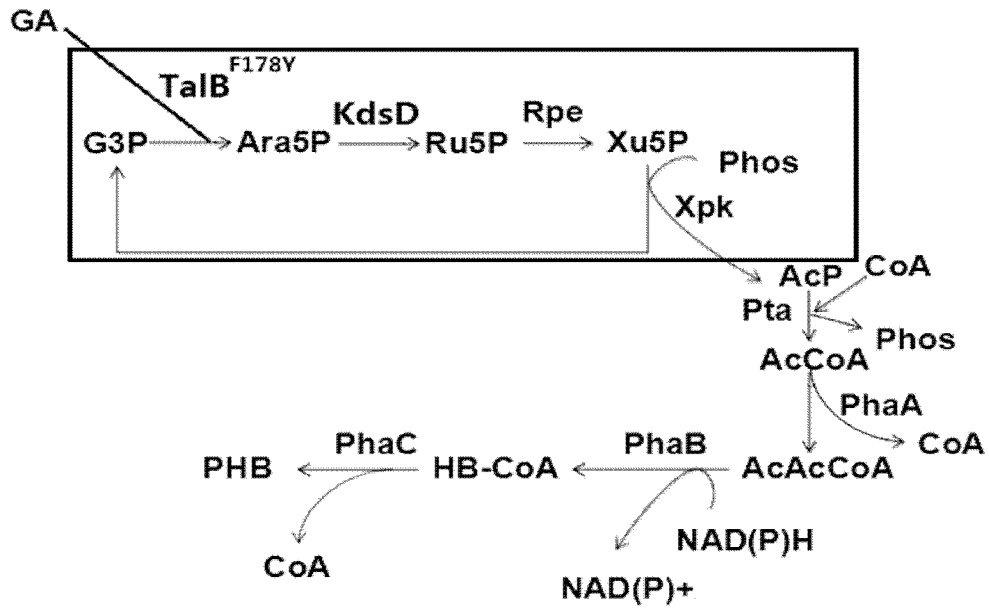 GA
TalB^F178Y
KdsD
Rpe
G3P
Ara5P
Ru5P
Xu5P
Phos
Xpk
AcP
CoA
Pta
Phos
AcCoA
PhaA
CoA
PhaC
PhaB
PHB
HB-CoA
AcAcCoA
NAD(P)H
CoA
NAD(P)+